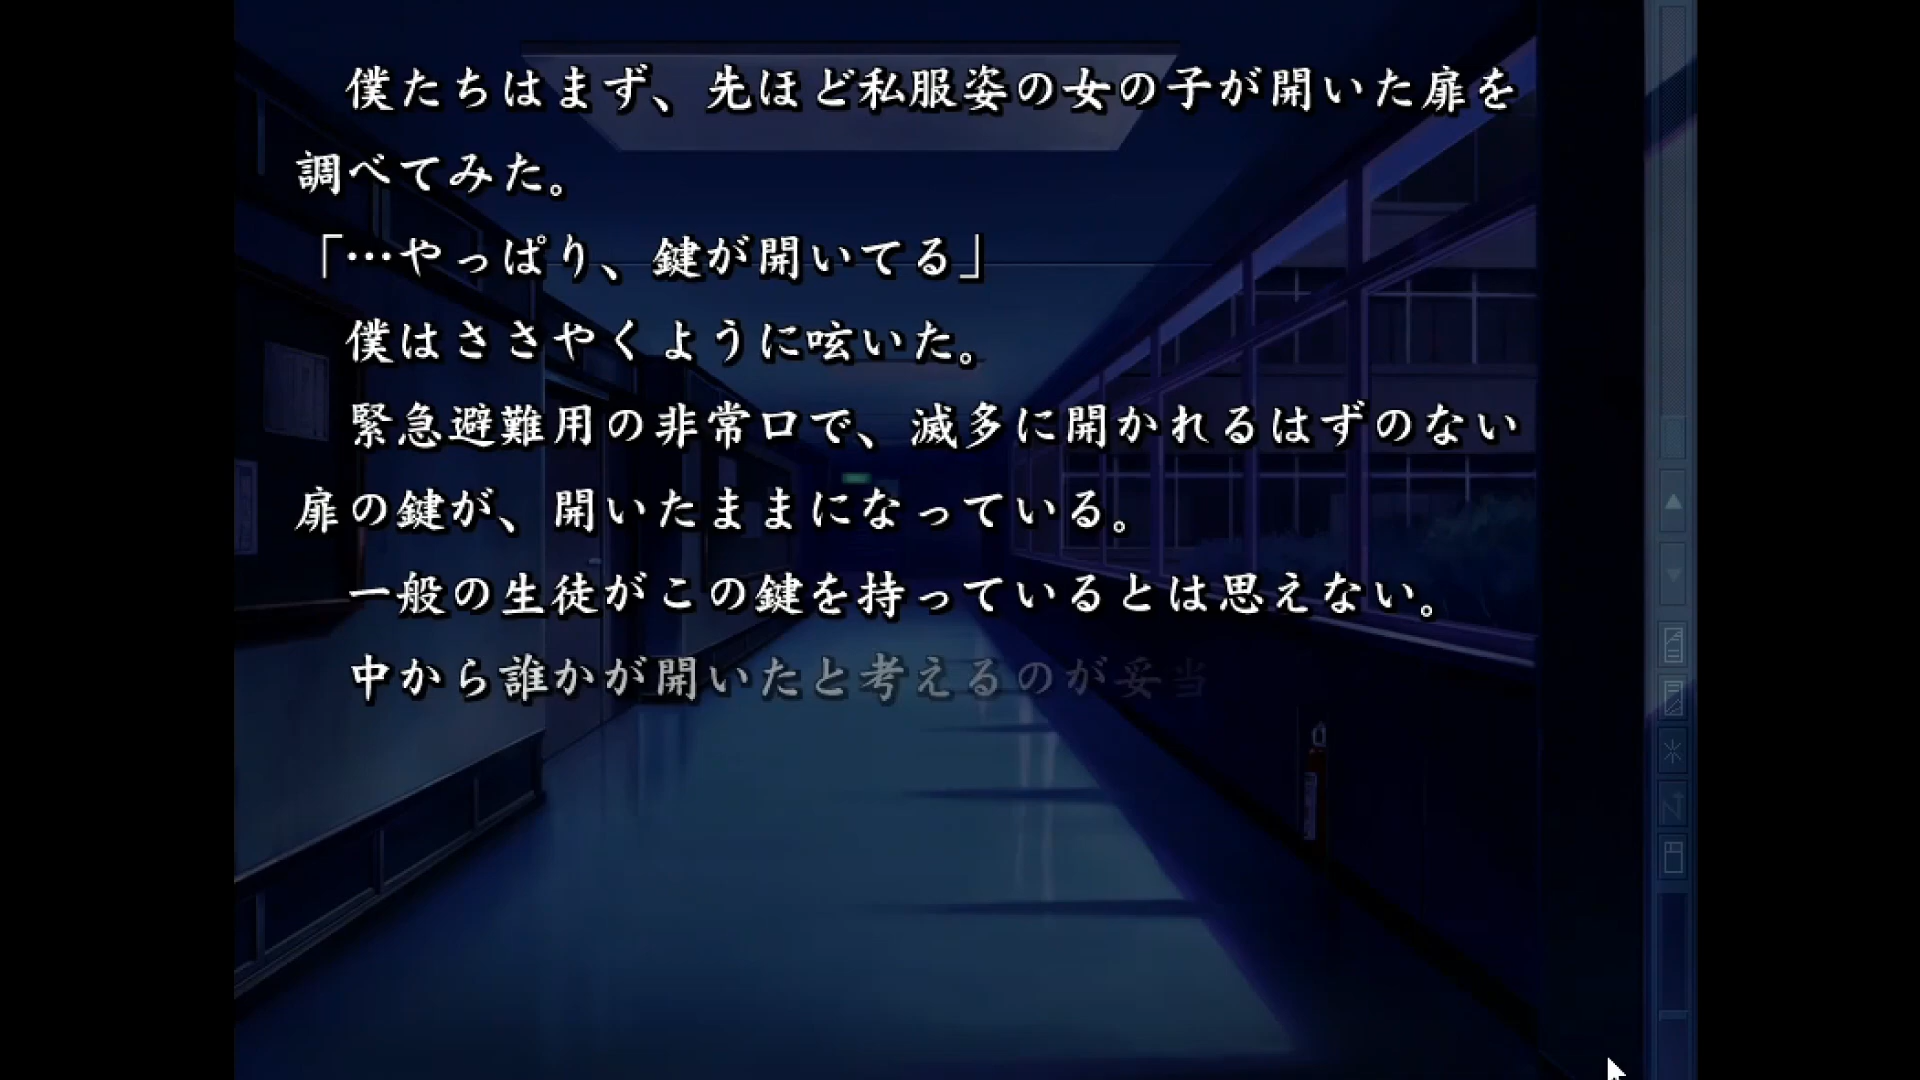 僕たちはまず、先ほど私服姿の女の子が開いた扉を
調べてみた。
「…やっぱり、鍵が開いてる」
僕はささやくように呟いた。
緊急避難用の非常口で、滅多に開かれるはずのない
扉の鍵が、開いたままになっている。
一般の生徒がこの鍵を持っているとは思えない。
中から誰かが開いたと考えるのが妥当